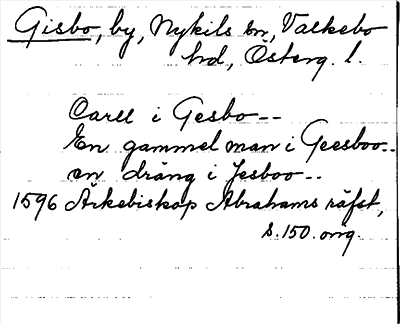 Gisbo, by, Nykils sn, Valkebo
hd, Österg. l.
Carll i Gesbo--
En gammel man i Geesboo--
en dräng i Jesboo--
1596 Ärkebiskop Abrahams räfst,
s. 150. orig.